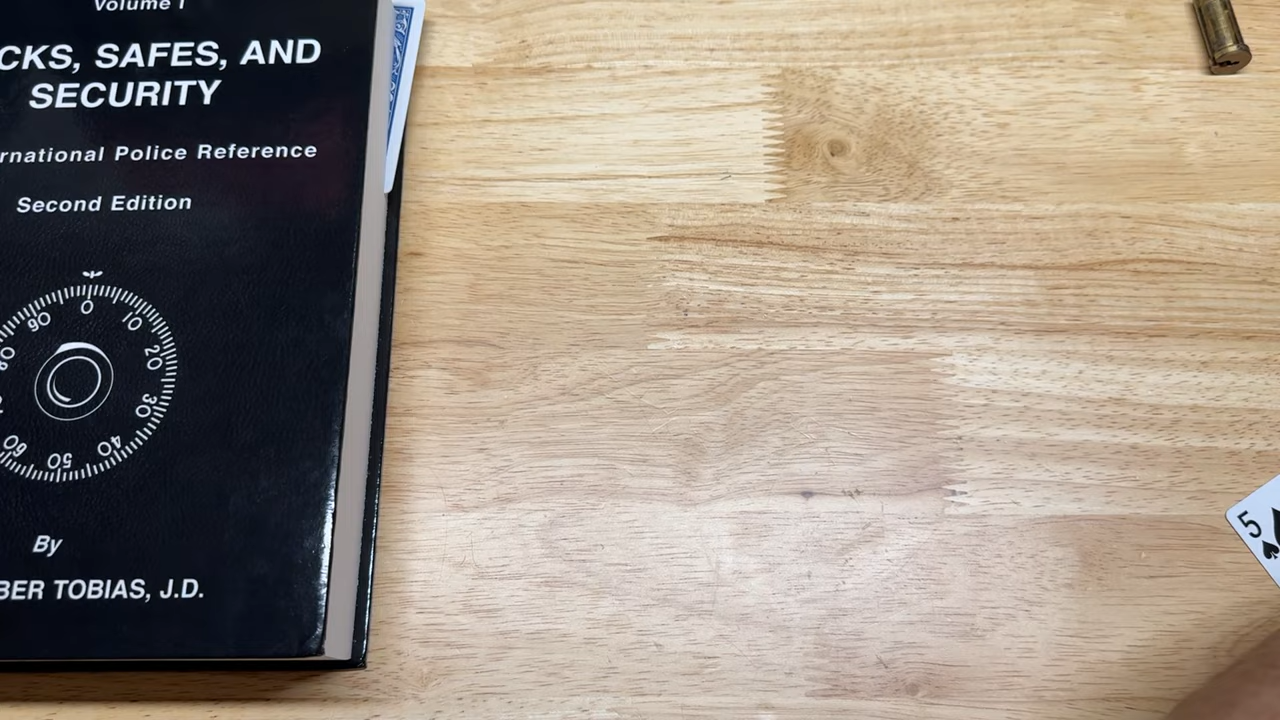 Volume I
CKS, SAFES, AND
SECURITY
rnational Police Reference
Second Edition
0
10
20
30
40
50
60
90
By
BER TOBIAS, J.D.
5